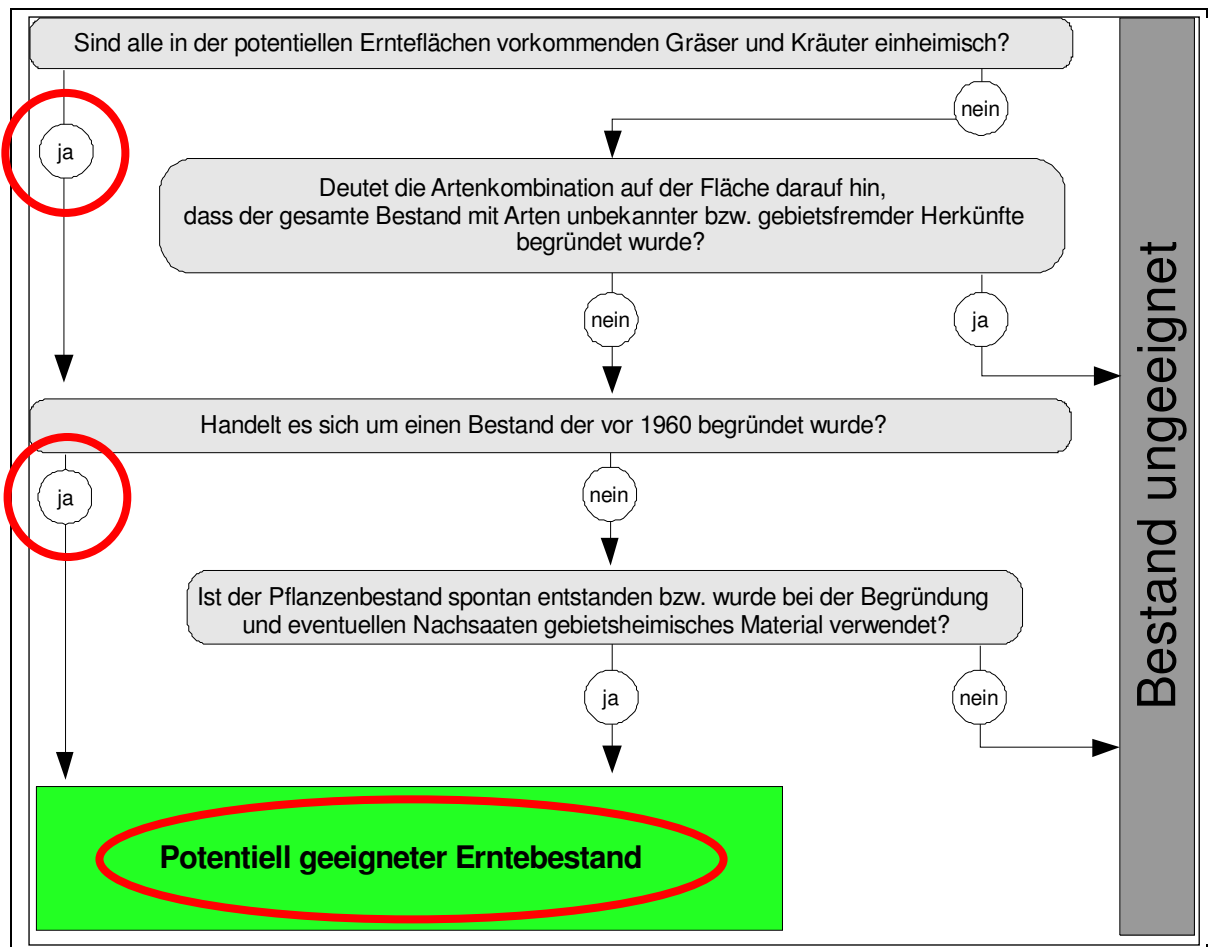 Sind alle in der potentiellen Ernteflächen vorkommenden Gräser und Kräuter einheimisch?
ja
nein
Deutet die Artenkombination auf der Fläche darauf hin,
dass der gesamte Bestand mit Arten unbekannter bzw. gebietsfremder Herkünfte
begründet wurde?
nein
ja
Handelt es sich um einen Bestand der vor 1960 begründet wurde?
ja
nein
Ist der Pflanzenbestand spontan entstanden bzw. wurde bei der Begründung
und eventuellen Nachsaaten gebietsheimisches Material verwendet?
ja
nein
Potentiell geeigneter Erntebestand
Bestand ungeeignet